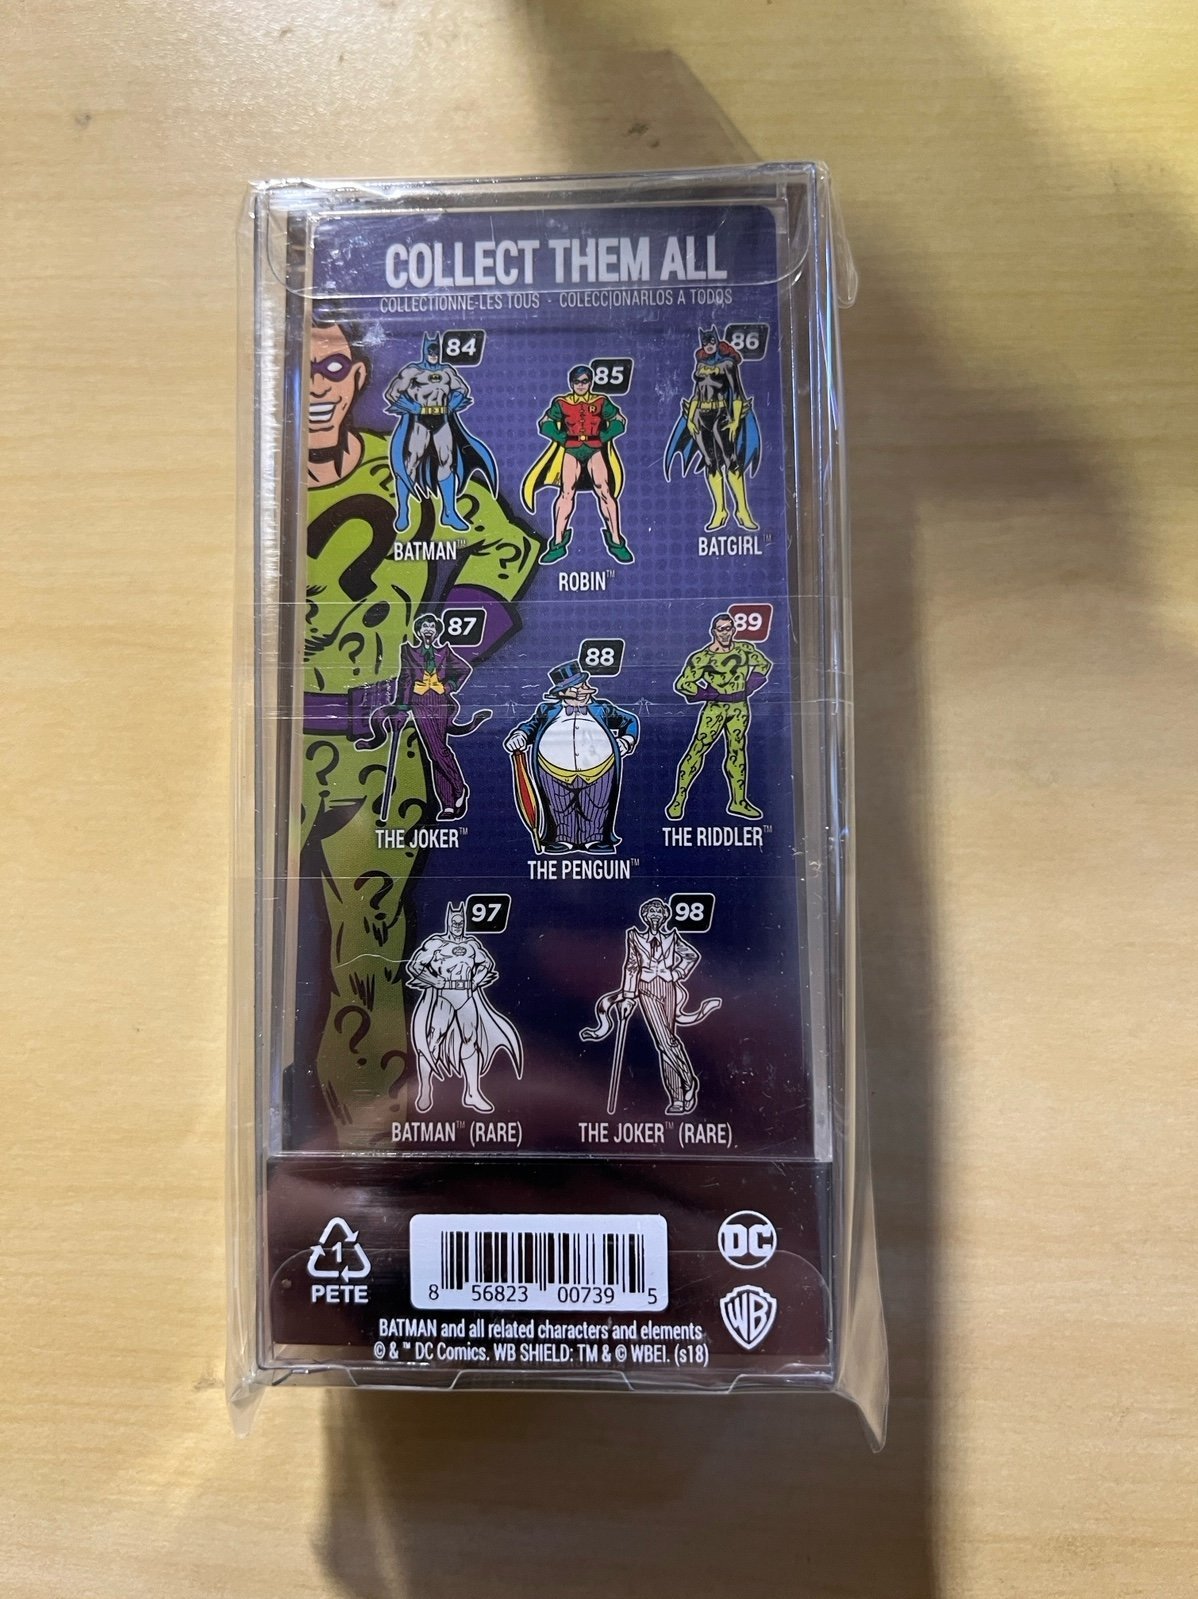 COLLECT THEM ALL
COLLECTIONNE-LES TOUS - COLECCIONARLOS A TODOS
84
85
86
BATMAN™
ROBIN™
BATGIRL™
87
88
89
THE JOKER™
THE PENGUIN™
THE RIDDLER™
97
98
BATMAN™ (RARE)
THE JOKER™ (RARE)
1
PETE
8 56823 00739 5
DC
WB
BATMAN and all related characters and elements
© & ™ DC Comics. WB SHIELD: TM & © WBEI. (s18)